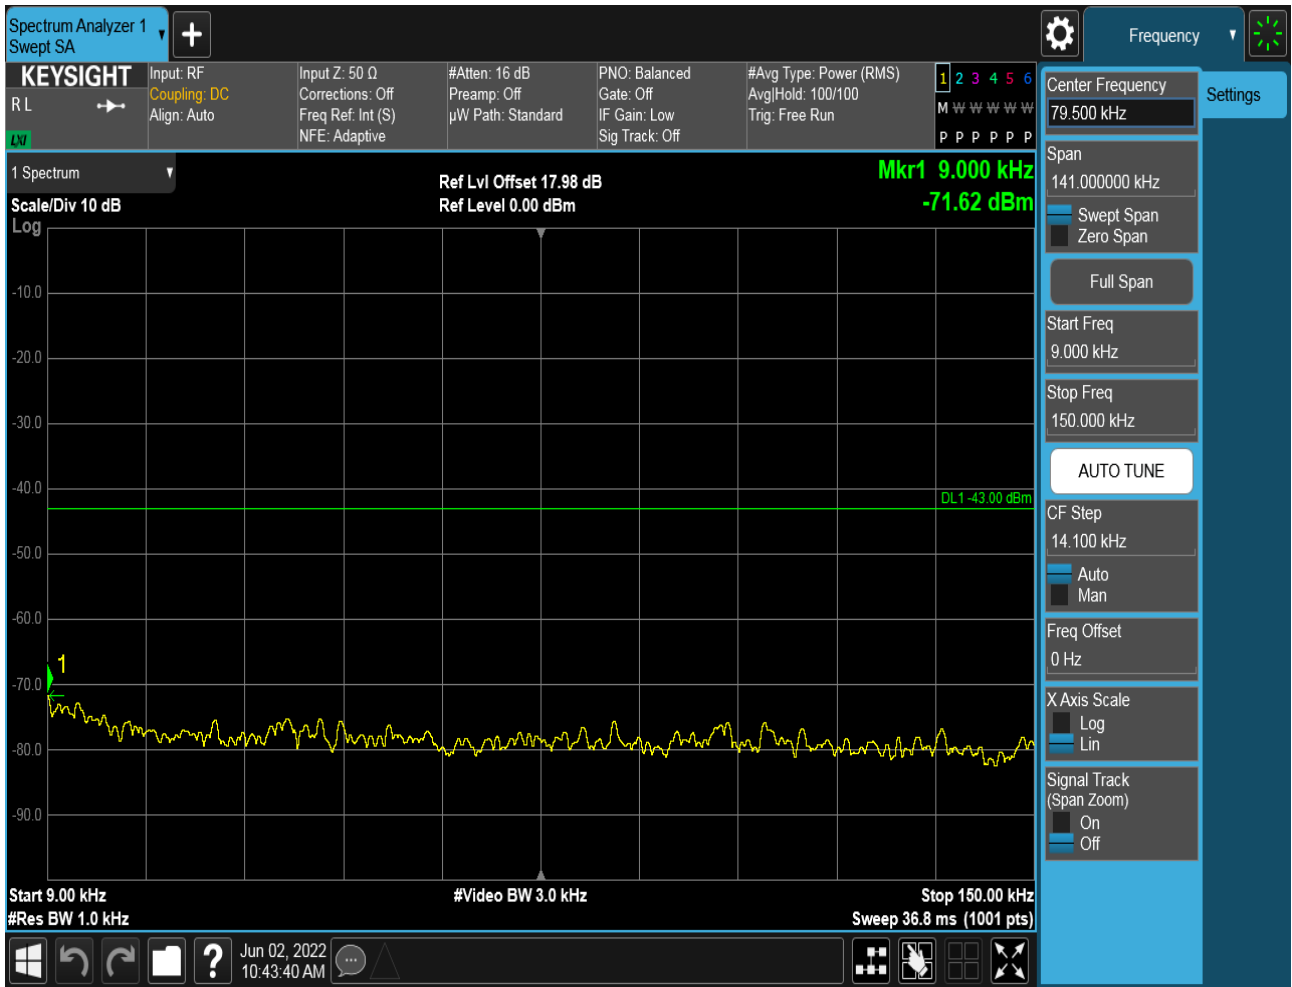 Spectrum Analyzer 1
Swept SA
Frequency
KEYSIGHT
R L
LXI
Input: RF
Coupling: DC
Align: Auto
Input Z: 50 Ω
Corrections: Off
Freq Ref: Int (S)
NFE: Adaptive
#Atten: 16 dB
Preamp: Off
µW Path: Standard
PNO: Balanced
Gate: Off
IF Gain: Low
Sig Track: Off
#Avg Type: Power (RMS)
Avg|Hold: 100/100
Trig: Free Run
1 2 3 4 5 6
M W W W W W
P P P P P P
1 Spectrum
Scale/Div 10 dB
Log
Ref Lvl Offset 17.98 dB
Ref Level 0.00 dBm
Mkr1 9.000 kHz
-71.62 dBm
-10.0
-20.0
-30.0
-40.0
DL1 -43.00 dBm
-50.0
-60.0
1
-70.0
-80.0
-90.0
Start 9.00 kHz
#Res BW 1.0 kHz
#Video BW 3.0 kHz
Stop 150.00 kHz
Sweep 36.8 ms (1001 pts)
Center Frequency
79.500 kHz
Settings
Span
141.000000 kHz
Swept Span
Zero Span
Full Span
Start Freq
9.000 kHz
Stop Freq
150.000 kHz
AUTO TUNE
CF Step
14.100 kHz
Auto
Man
Freq Offset
0 Hz
X Axis Scale
Log
Lin
Signal Track
(Span Zoom)
On
Off
?
Jun 02, 2022
10:43:40 AM